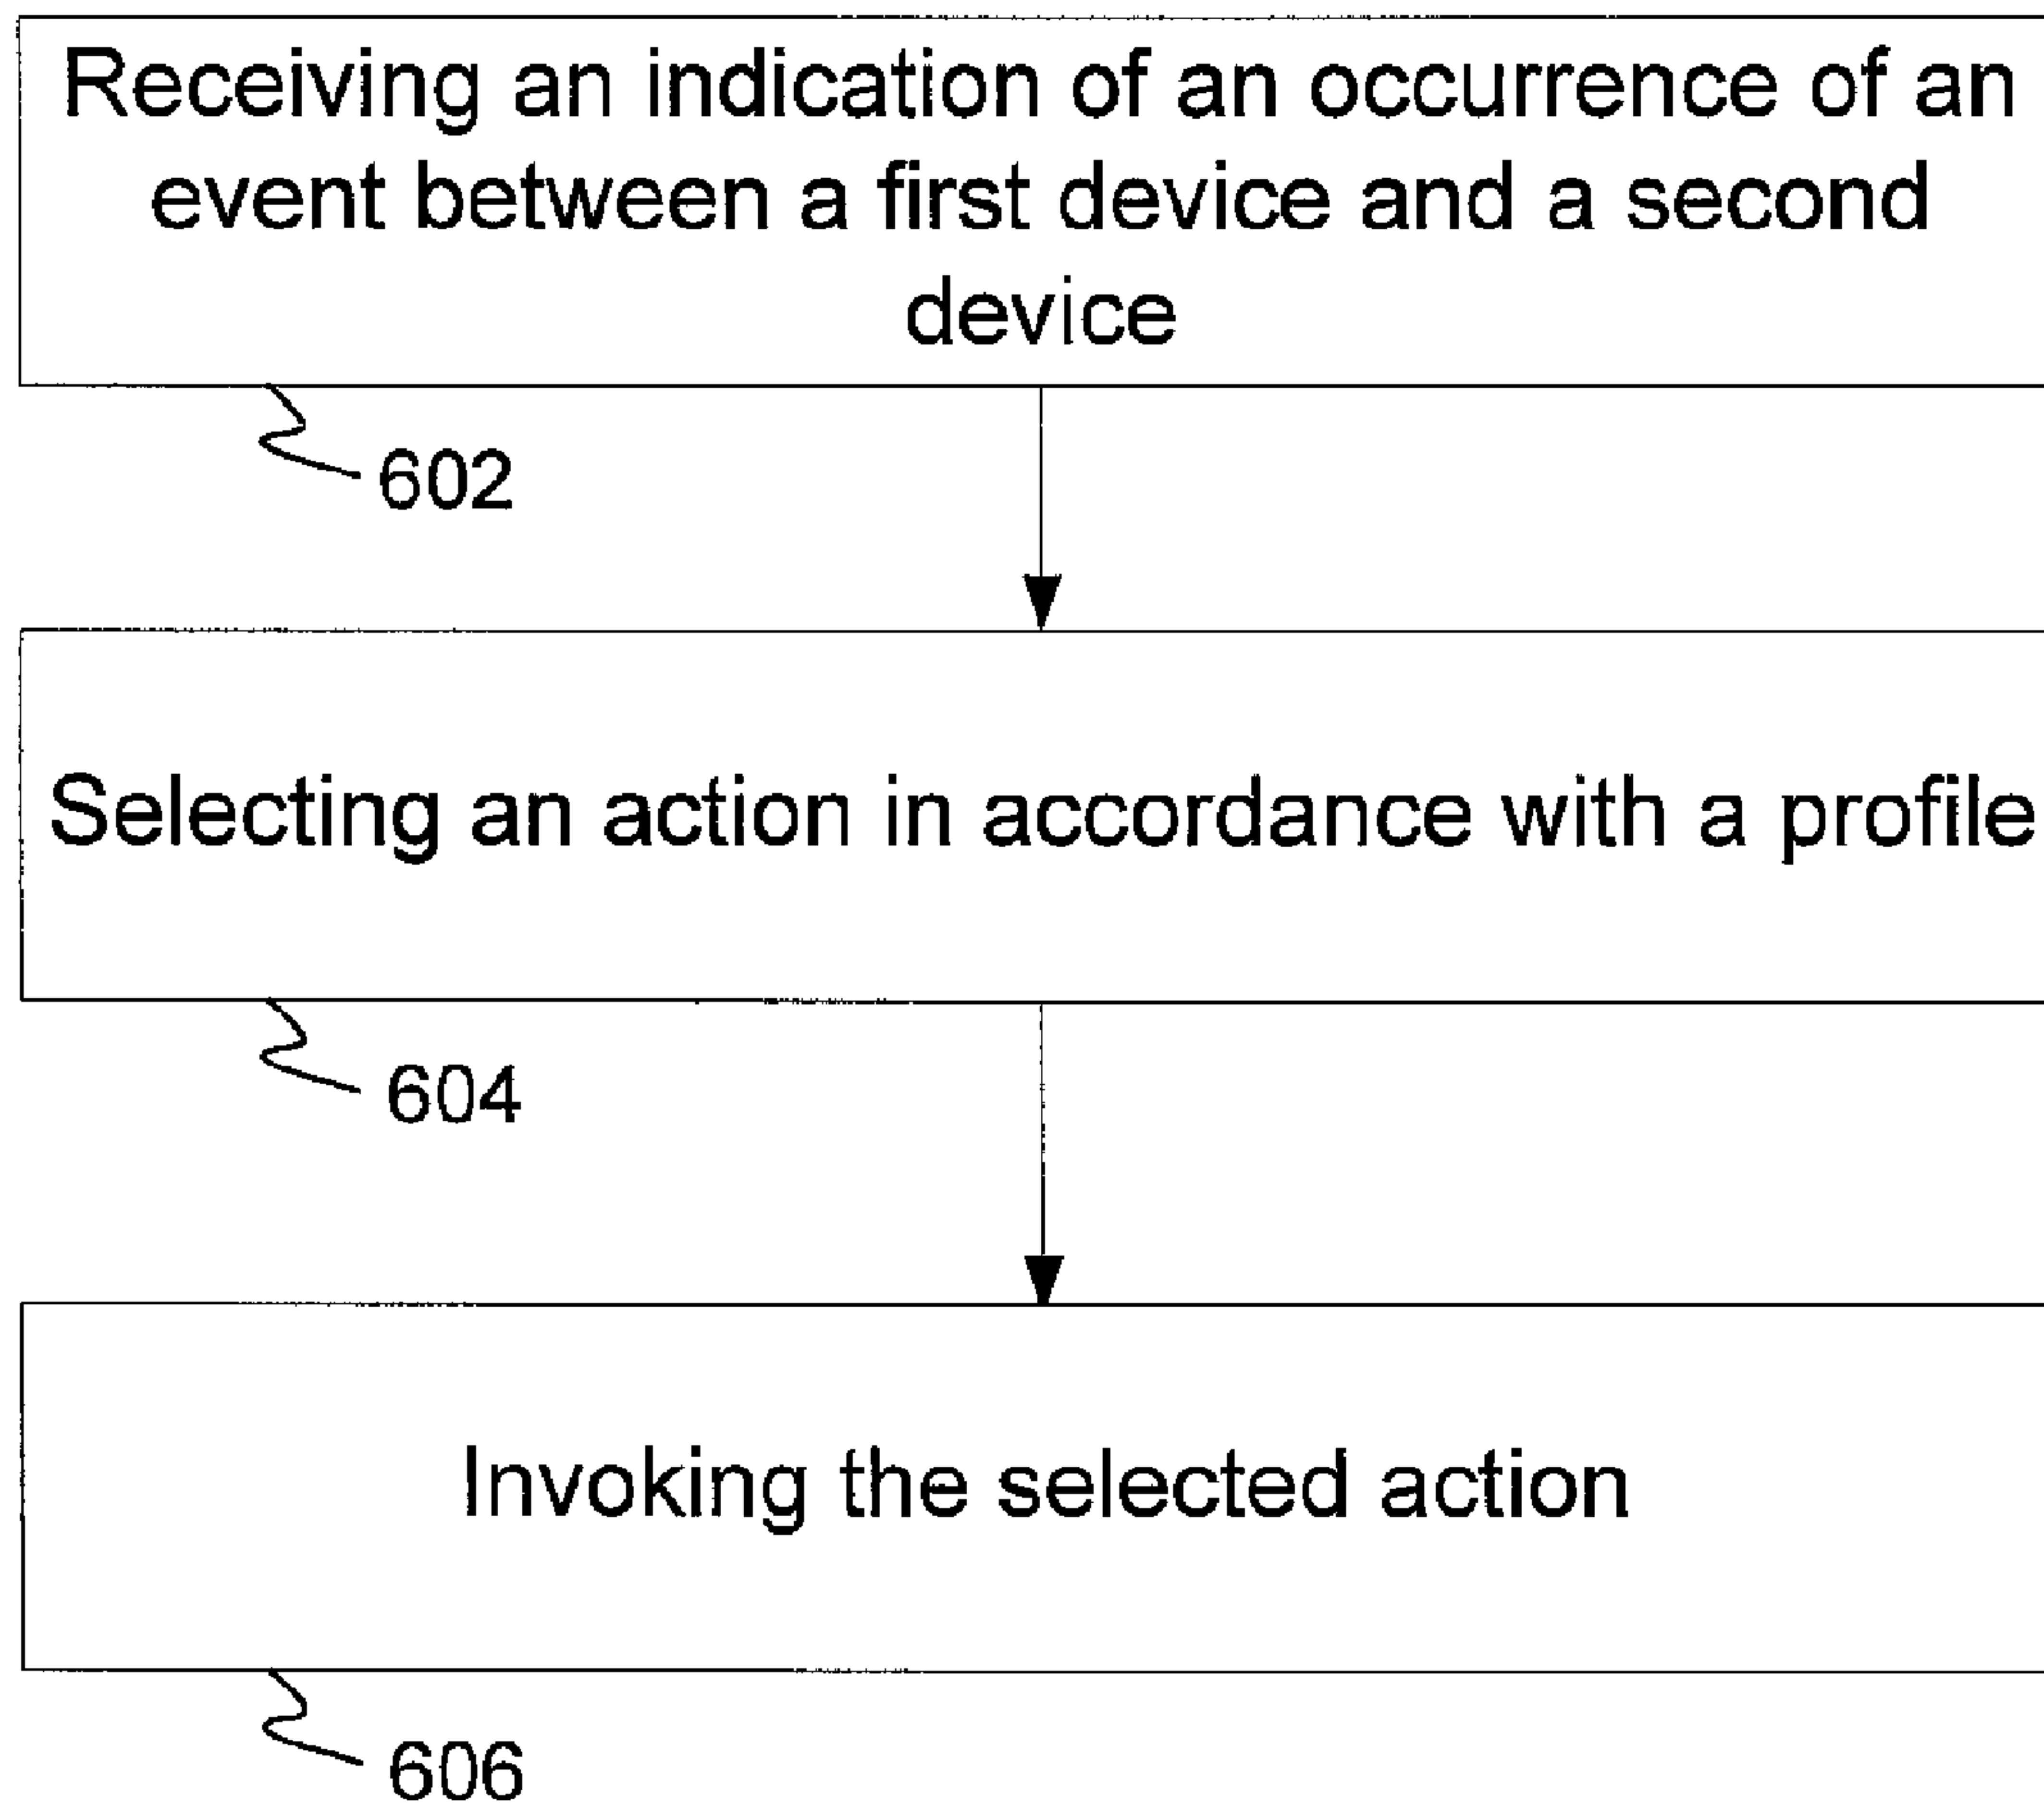 Receiving an indication of an occurrence of an
event between a first device and a second
device
602
Selecting an action in accordance with a profile
604
Invoking the selected action
606